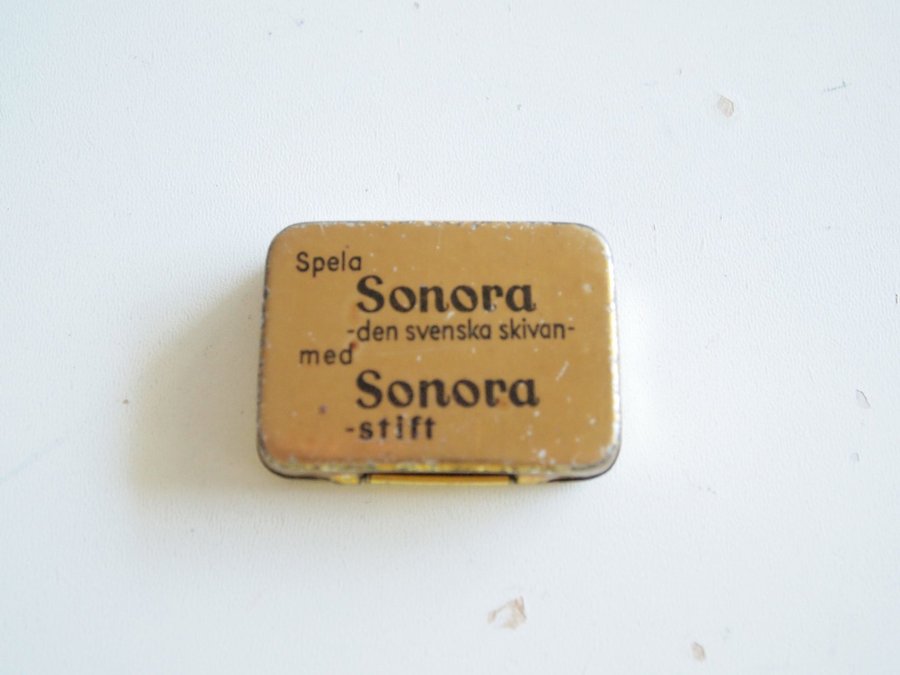 Spela
Sonora
-den svenska skivan-
med
Sonora
-stift